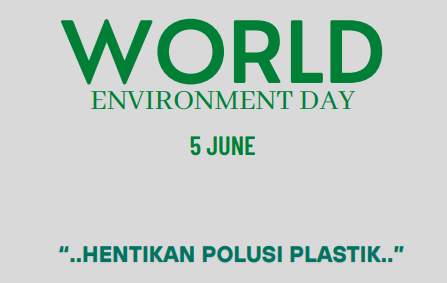 WORLD
ENVIRONMENT DAY
5 JUNE
“..HENTIKAN POLUSI PLASTIK..”